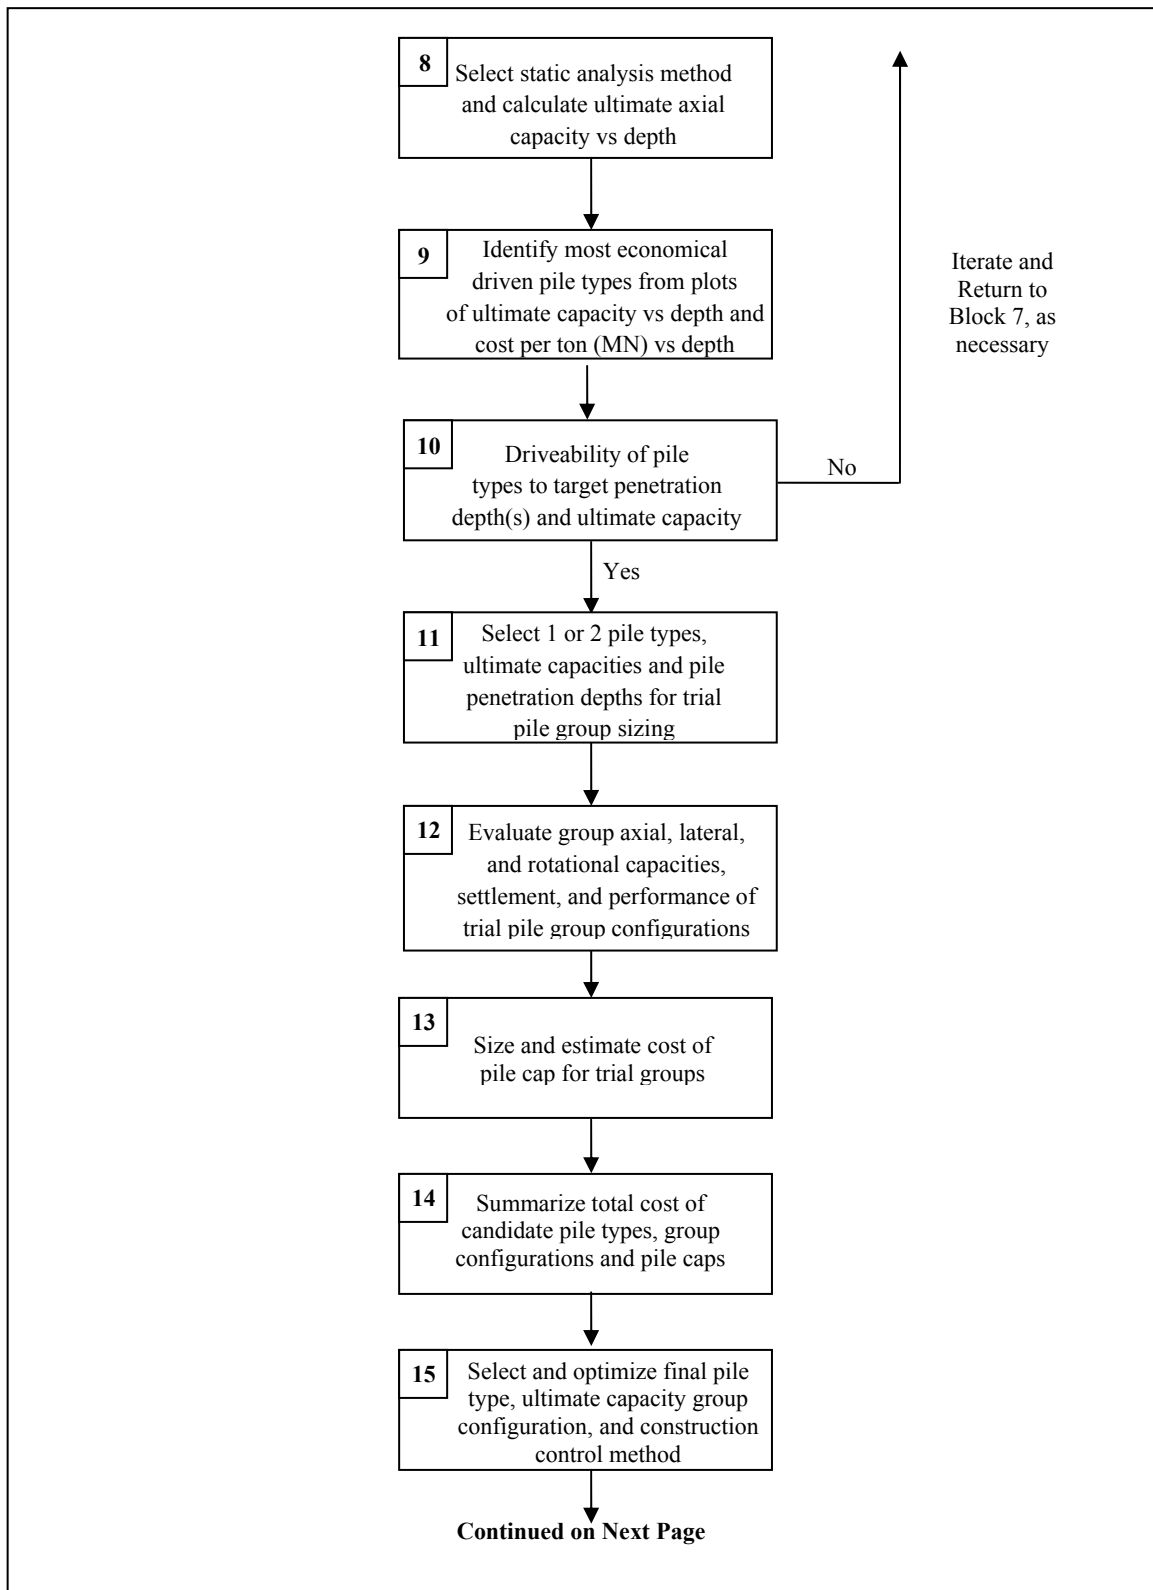 8
Select static analysis method
and calculate ultimate axial
capacity vs depth
9
Identify most economical
driven pile types from plots
of ultimate capacity vs depth and
cost per ton (MN) vs depth
Iterate and
Return to
Block 7, as
necessary
10
Driveability of pile
types to target penetration
depth(s) and ultimate capacity
No
Yes
11
Select 1 or 2 pile types,
ultimate capacities and pile
penetration depths for trial
pile group sizing
12
Evaluate group axial, lateral,
and rotational capacities,
settlement, and performance of
trial pile group configurations
13
Size and estimate cost of
pile cap for trial groups
14
Summarize total cost of
candidate pile types, group
configurations and pile caps
15
Select and optimize final pile
type, ultimate capacity group
configuration, and construction
control method
Continued on Next Page